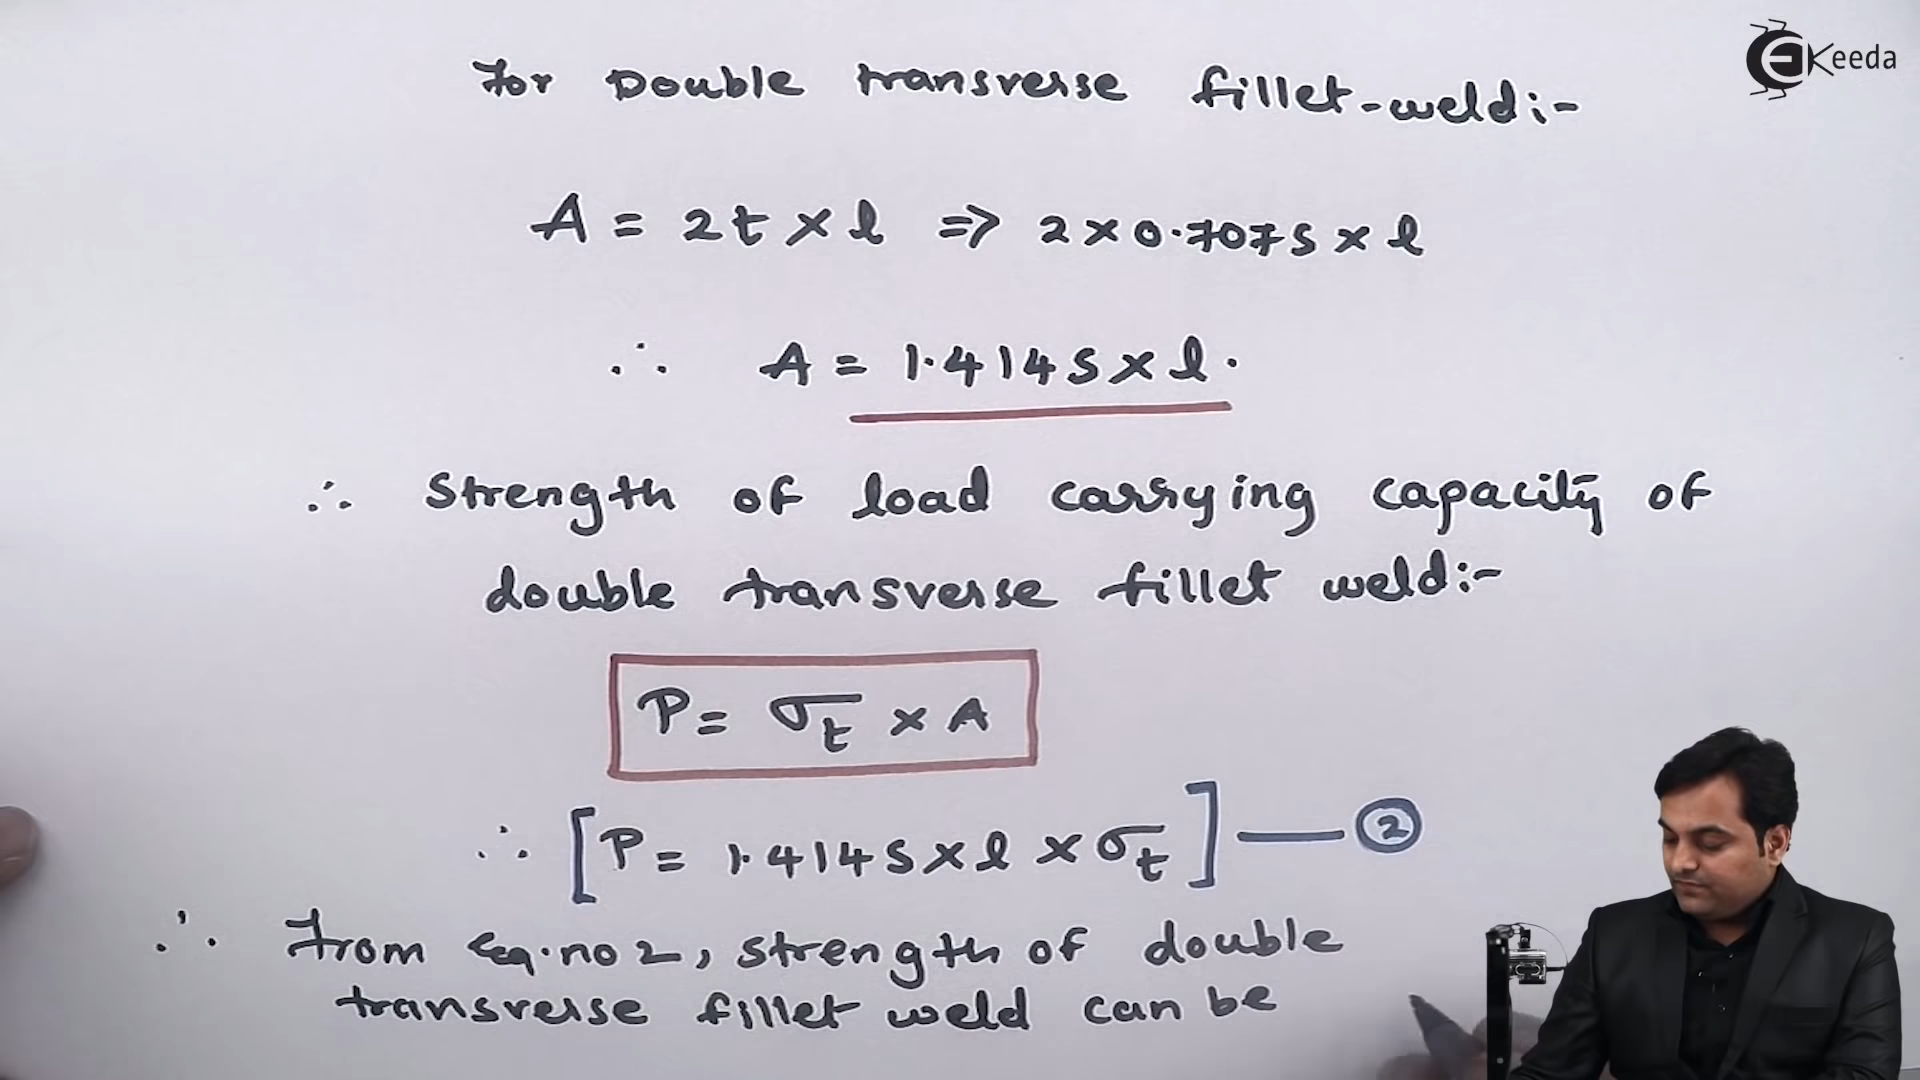 EKeeda
For Double transverse fillet-weld:-
A = 2t × l ⇒ 2×0.707s × l
∴ A = 1.414s × l.
∴ Strength of load carrying capacity of
double transverse fillet weld:-
P = σt × A
∴ [P = 1.414s × l × σt] — ②
∴ From Eq.no 2, strength of double
transverse fillet weld can be